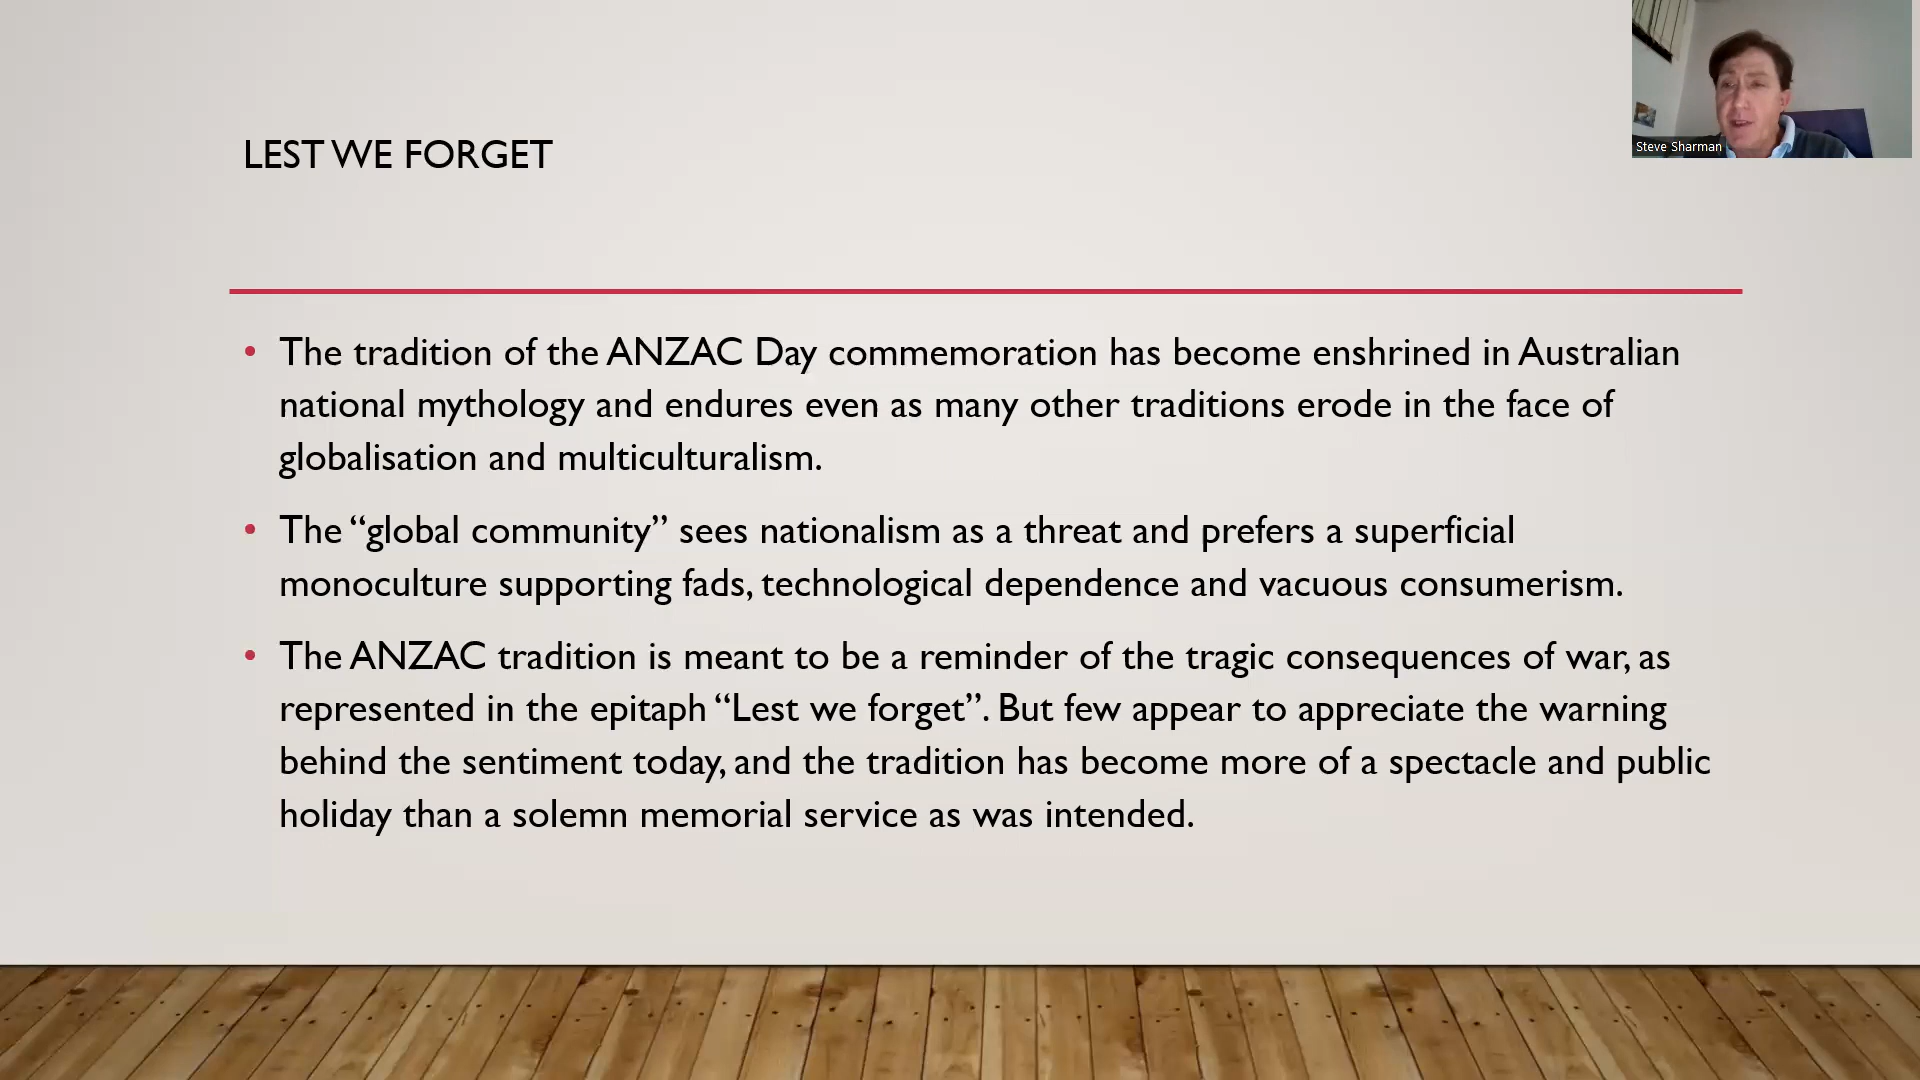 Steve Sharman
LEST WE FORGET
• The tradition of the ANZAC Day commemoration has become enshrined in Australian
national mythology and endures even as many other traditions erode in the face of
globalisation and multiculturalism.
• The “global community” sees nationalism as a threat and prefers a superficial
monoculture supporting fads, technological dependence and vacuous consumerism.
• The ANZAC tradition is meant to be a reminder of the tragic consequences of war, as
represented in the epitaph “Lest we forget”. But few appear to appreciate the warning
behind the sentiment today, and the tradition has become more of a spectacle and public
holiday than a solemn memorial service as was intended.